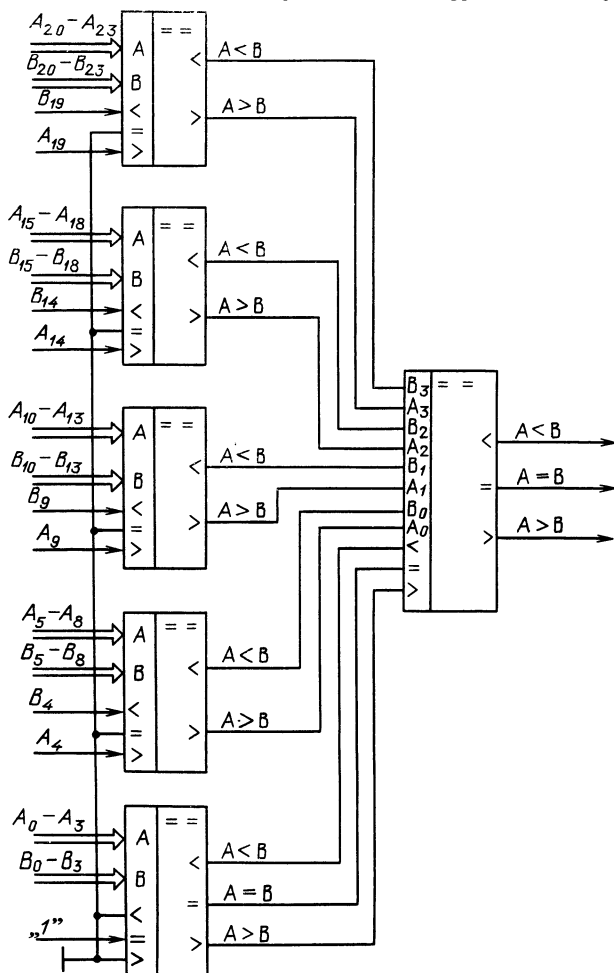 A20–A23
A
= =
B20–B23
B
<
A < B
B19
<
=
>
A > B
A19
>
A15–A18
A
= =
B15–B18
B
<
A < B
B14
<
=
>
A > B
A14
>
A10–A13
A
= =
B10–B13
B
<
A < B
B9
<
=
>
A > B
A9
>
A5–A8
A
= =
B5–B8
B
<
A < B
B4
<
=
>
A > B
A4
>
A0–A3
A
= =
B0–B3
B
<
A < B
<
=
A = B
„1"
=
>
>
A > B
B3
= =
A3
B2
A2
B1
A1
B0
A0
<
=
>
<
A < B
=
A = B
>
A > B